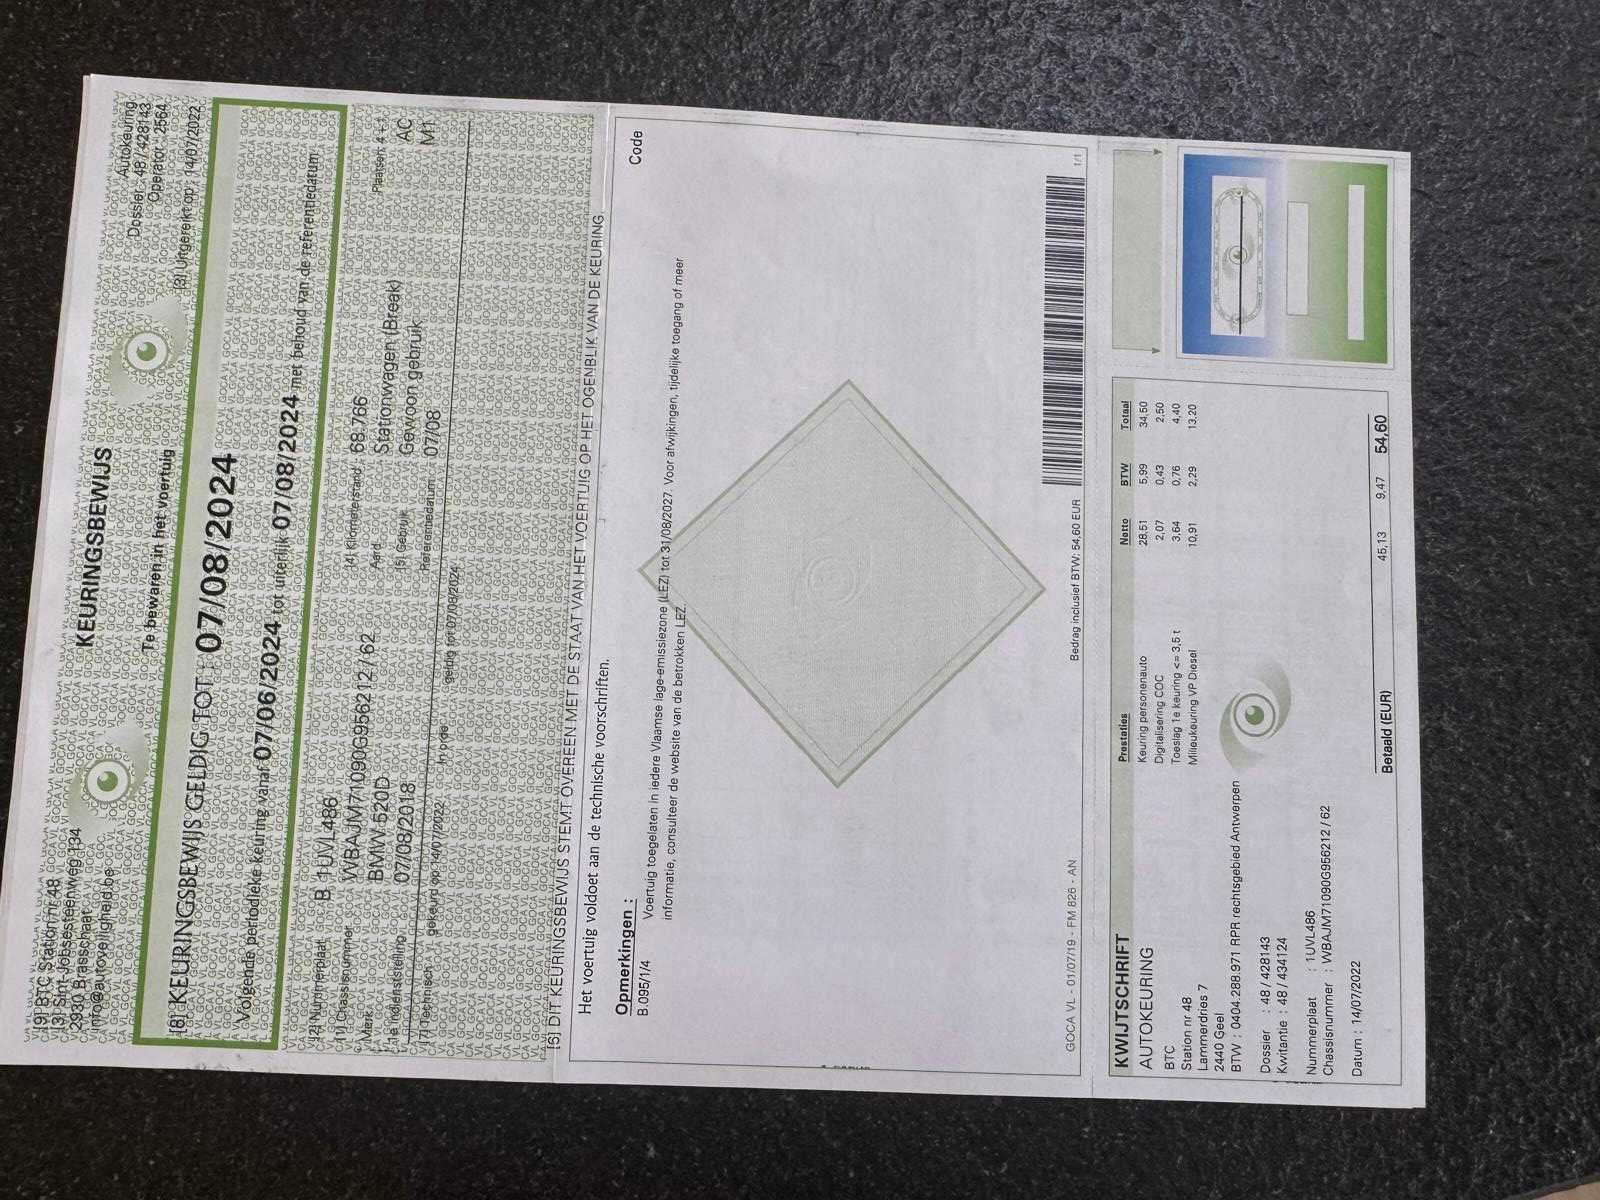 [9] BTC Station nr 48
[3] Sint-Jobsesteenweg 134
2930 Brasschaat
info@autoveiligheid.be
KEURINGSBEWIJS
Te bewaren in het voertuig
Autokeuring
Dossier : 48 / 428143
Operator : 2564
[3] Uitgereikt op : 14/07/2022
[8] KEURINGSBEWIJS GELDIG TOT : 07/08/2024
Volgende periodieke keuring vanaf 07/06/2024 tot uiterlijk 07/08/2024 met behoud van de referentiedatum
[2] Nummerplaat : B 1UVL486
[4] Kilometerstand : 68.766
Plaatsen: 4 + 1
[1] Chassisnummer : WBAJM71090G956212 / 62
Aard : Stationwagen (Break)
AC
Merk : BMW 520D
[5] Gebruik : Gewoon gebruik
M1
1e Indienststelling : 07/08/2018
Referentiedatum : 07/08
[7] Technisch : gekeurd op 14/07/2022
In orde
geldig tot 07/08/2024
[6] DIT KEURINGSBEWIJS STEMT OVEREEN MET DE STAAT VAN HET VOERTUIG OP HET OGENBLIK VAN DE KEURING
Het voertuig voldoet aan de technische voorschriften.
Code
Opmerkingen :
B.095/1/4
Voertuig toegelaten in iedere Vlaamse lage-emissiezone (LEZ) tot 31/08/2027. Voor afwijkingen, tijdelijke toegang of meer
informatie, consulteer de website van de betrokken LEZ.
GOCA VL - 01/07/19 - FM 826 - AN
Bedrag inclusief BTW: 54,60 EUR
1/1
KWIJTSCHRIFT
AUTOKEURING
BTC
Station nr 48
Lammerdries 7
2440 Geel
BTW : 0404.288.971 RPR rechtsgebied Antwerpen
Dossier : 48 / 428143
Kwitantie : 48 / 434124
Nummerplaat : 1UVL486
Chassisnummer : WBAJM71090G956212 / 62
Datum : 14/07/2022
Prestaties Netto BTW Totaal
Keuring personenauto 28,51 5,99 34,50
Digitalisering COC 2,07 0,43 2,50
Toeslag 1e keuring <= 3,5 t 3,64 0,76 4,40
Milieukeuring VP Diesel 10,91 2,29 13,20
Betaald (EUR) 45,13 9,47 54,60